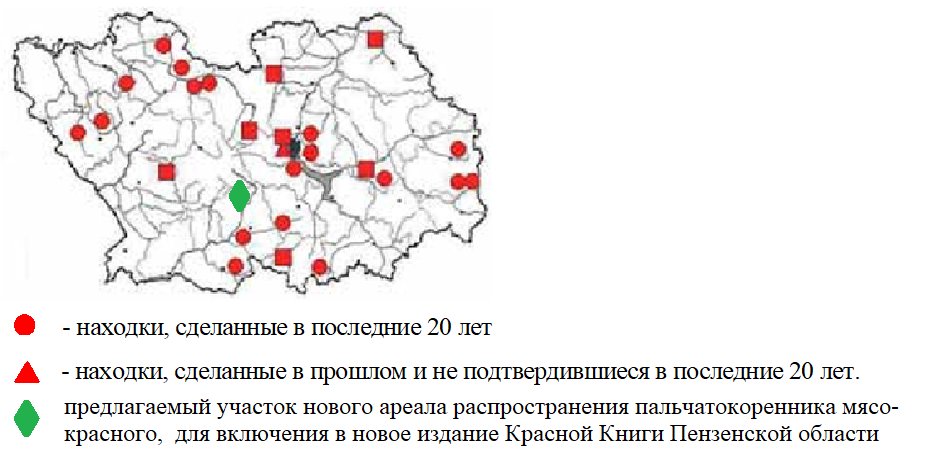 - находки, сделанные в последние 20 лет
- находки, сделанные в прошлом и не подтвердившиеся в последние 20 лет.
предлагаемый участок нового ареала распространения пальчатокоренника мясо-
красного, для включения в новое издание Красной Книги Пензенской области